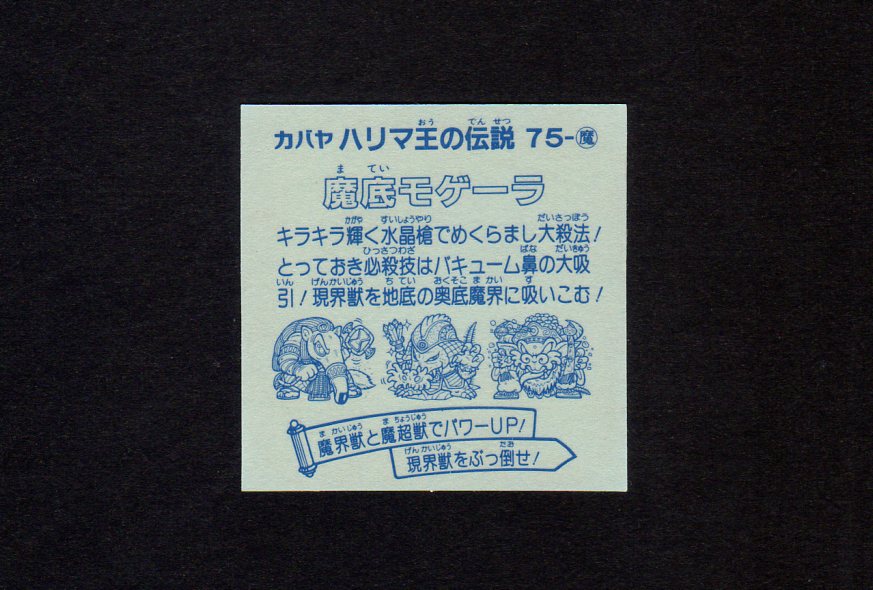 カバヤ ハリマ王の伝説 75-魔
魔底モゲーラ
キラキラ輝く水晶槍でめくらまし大殺法!
とっておき必殺技はバキューム鼻の大吸
引!現界獣を地底の奥底魔界に吸いこむ!
魔界獣と魔超獣でパワーUP!
現界獣をぶっ倒せ!